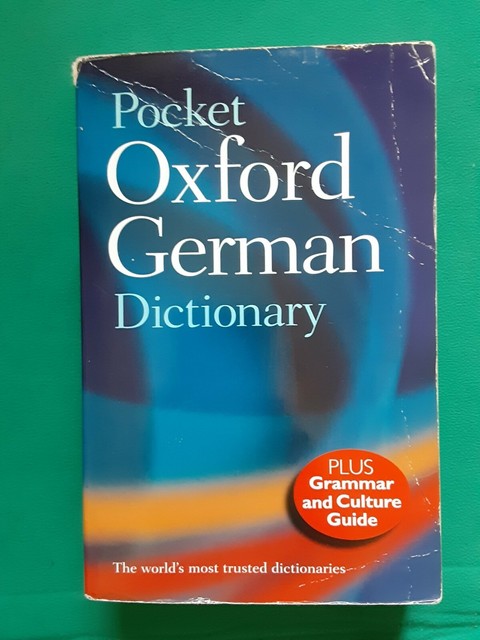 Pocket
Oxford
German
Dictionary
PLUS
Grammar
and Culture
Guide
The world's most trusted dictionaries